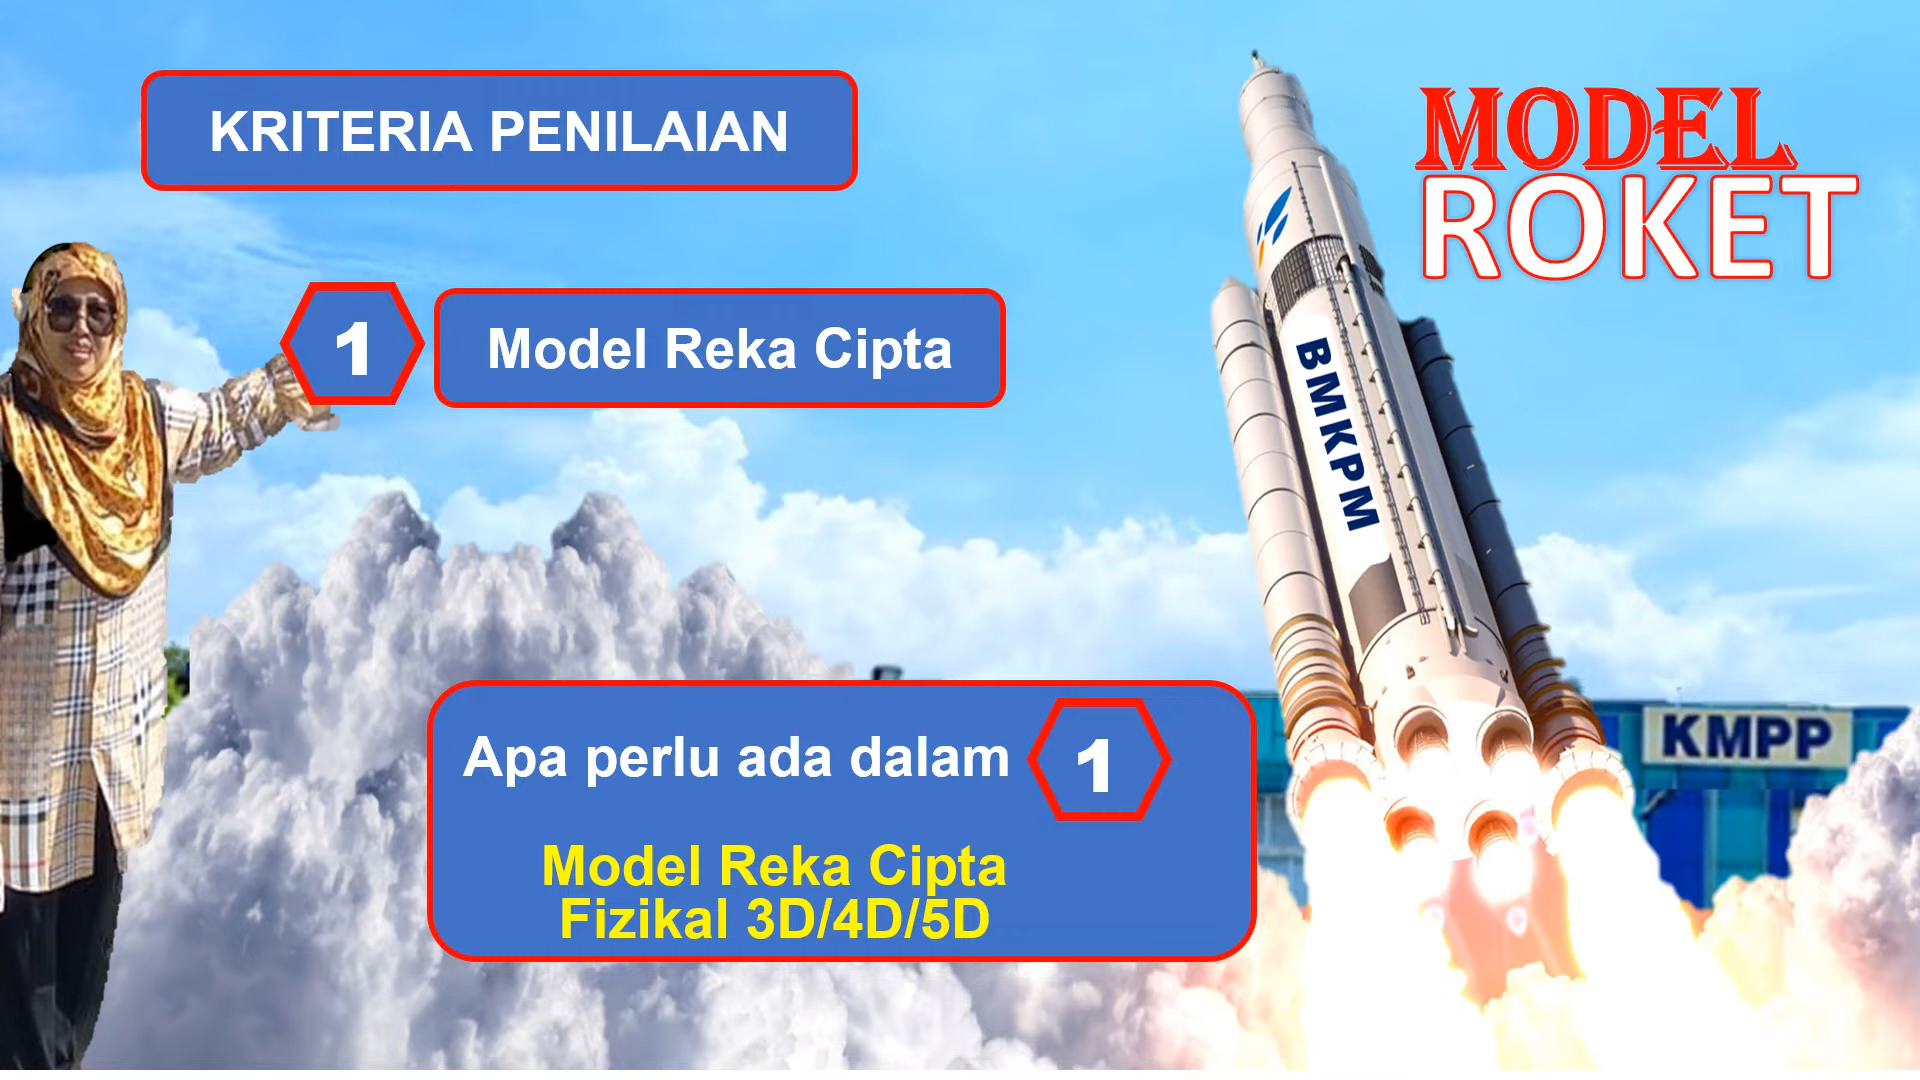 KRITERIA PENILAIAN
MODEL
ROKET
1
Model Reka Cipta
BMKPM
Apa perlu ada dalam 1
Model Reka Cipta
Fizikal 3D/4D/5D
KMPP